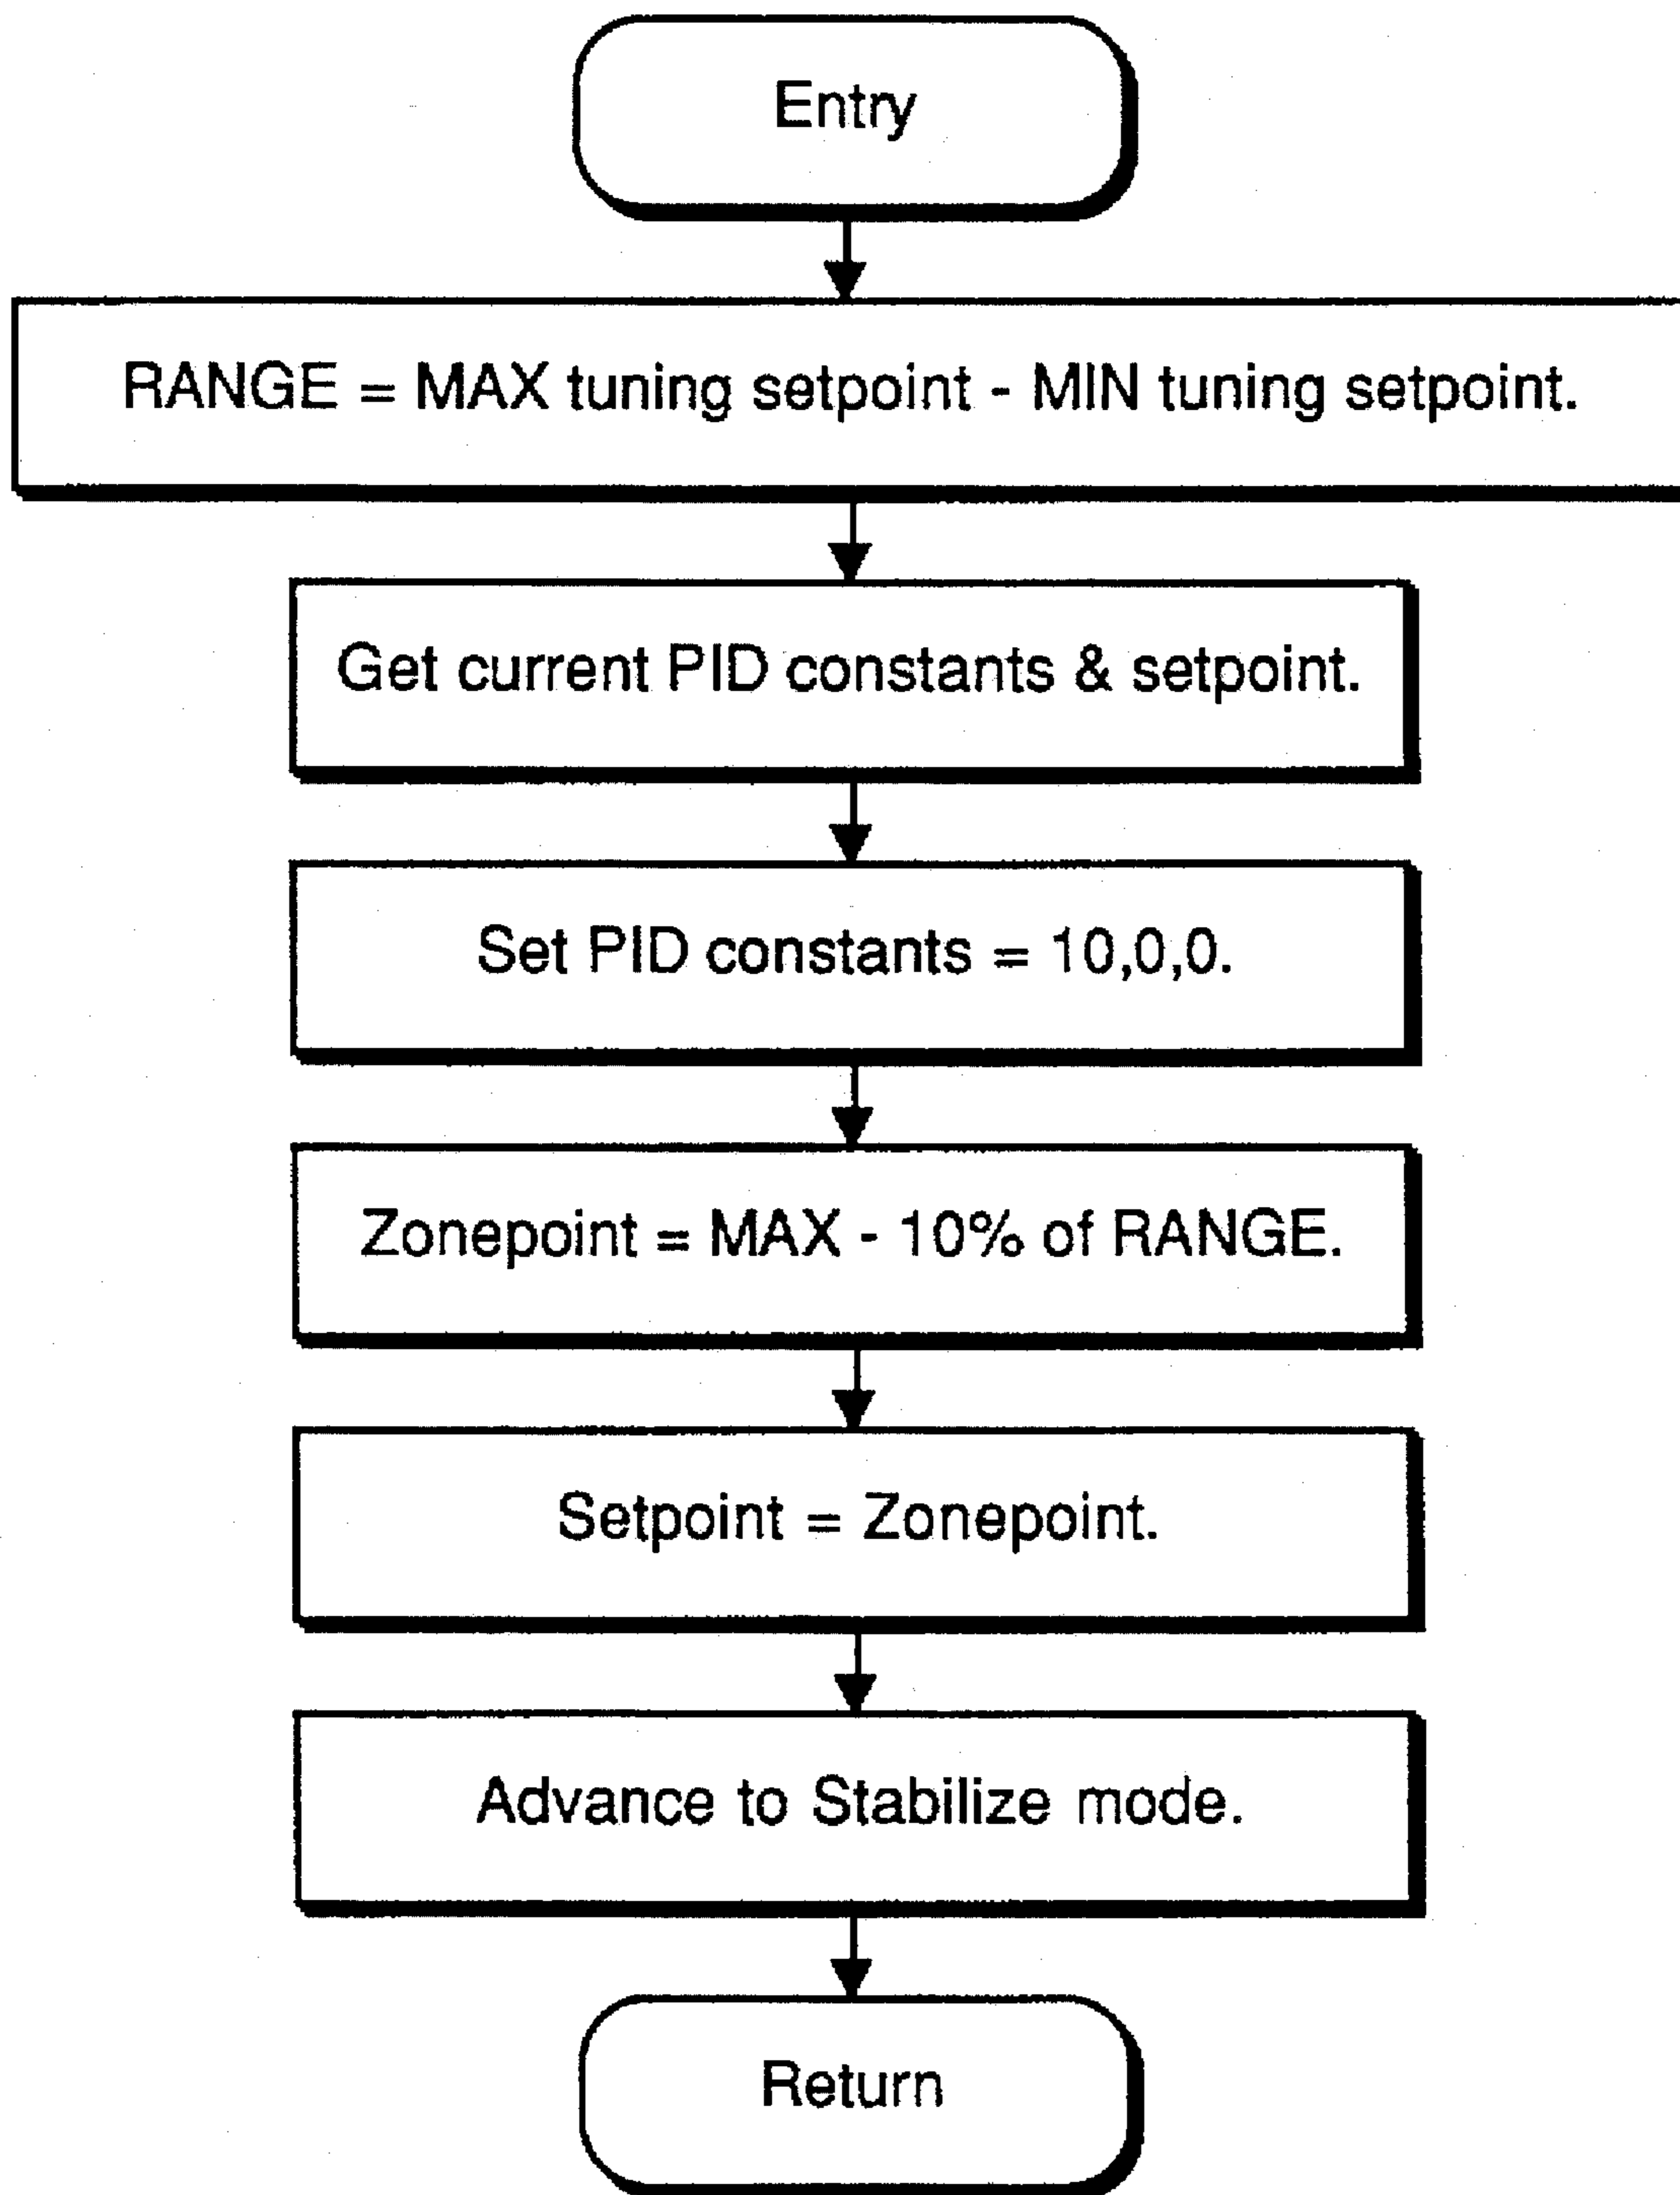 Entry
RANGE = MAX tuning setpoint - MIN tuning setpoint.
Get current PID constants & setpoint.
Set PID constants = 10,0,0.
Zonepoint = MAX - 10% of RANGE.
Setpoint = Zonepoint.
Advance to Stabilize mode.
Return